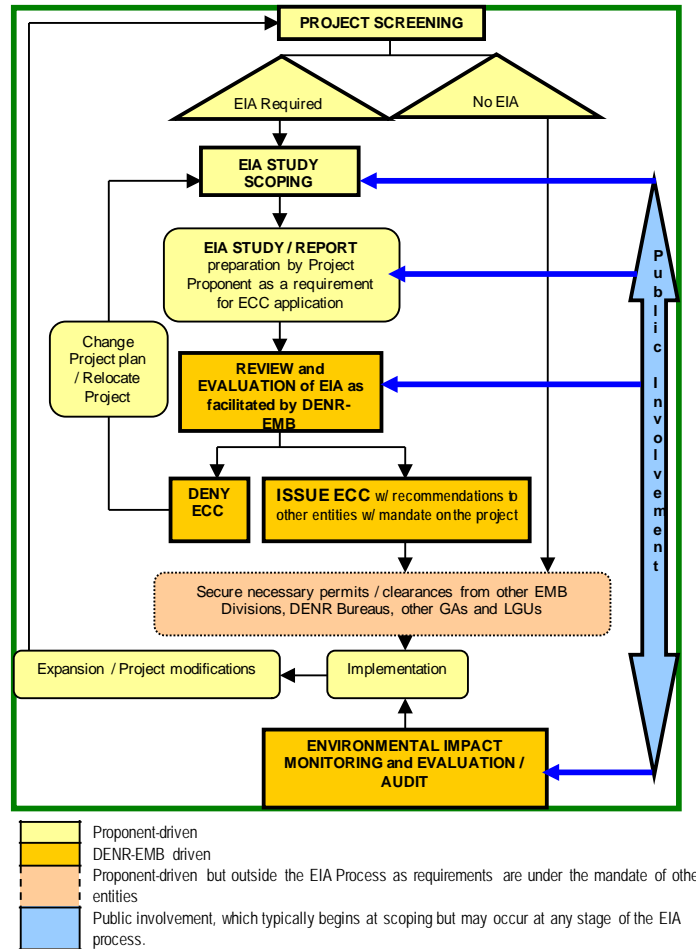 PROJECT SCREENING
EIA Required
No EIA
EIA STUDY
SCOPING
EIA STUDY / REPORT
preparation by Project
Proponent as a requirement
for ECC application
Change
Project plan
/ Relocate
Project
REVIEW and
EVALUATION of EIA as
facilitated by DENR-
EMB
DENY
ECC
ISSUE ECC w/ recommendations to
other entities w/ mandate on the project
Secure necessary permits / clearances from other EMB
Divisions, DENR Bureaus, other GAs and LGUs
Expansion / Project modifications
Implementation
ENVIRONMENTAL IMPACT
MONITORING and EVALUATION /
AUDIT
Public Involvement
Proponent-driven
DENR-EMB driven
Proponent-driven but outside the EIA Process as requirements are under the mandate of othe
entities
Public involvement, which typically begins at scoping but may occur at any stage of the EIA
process.